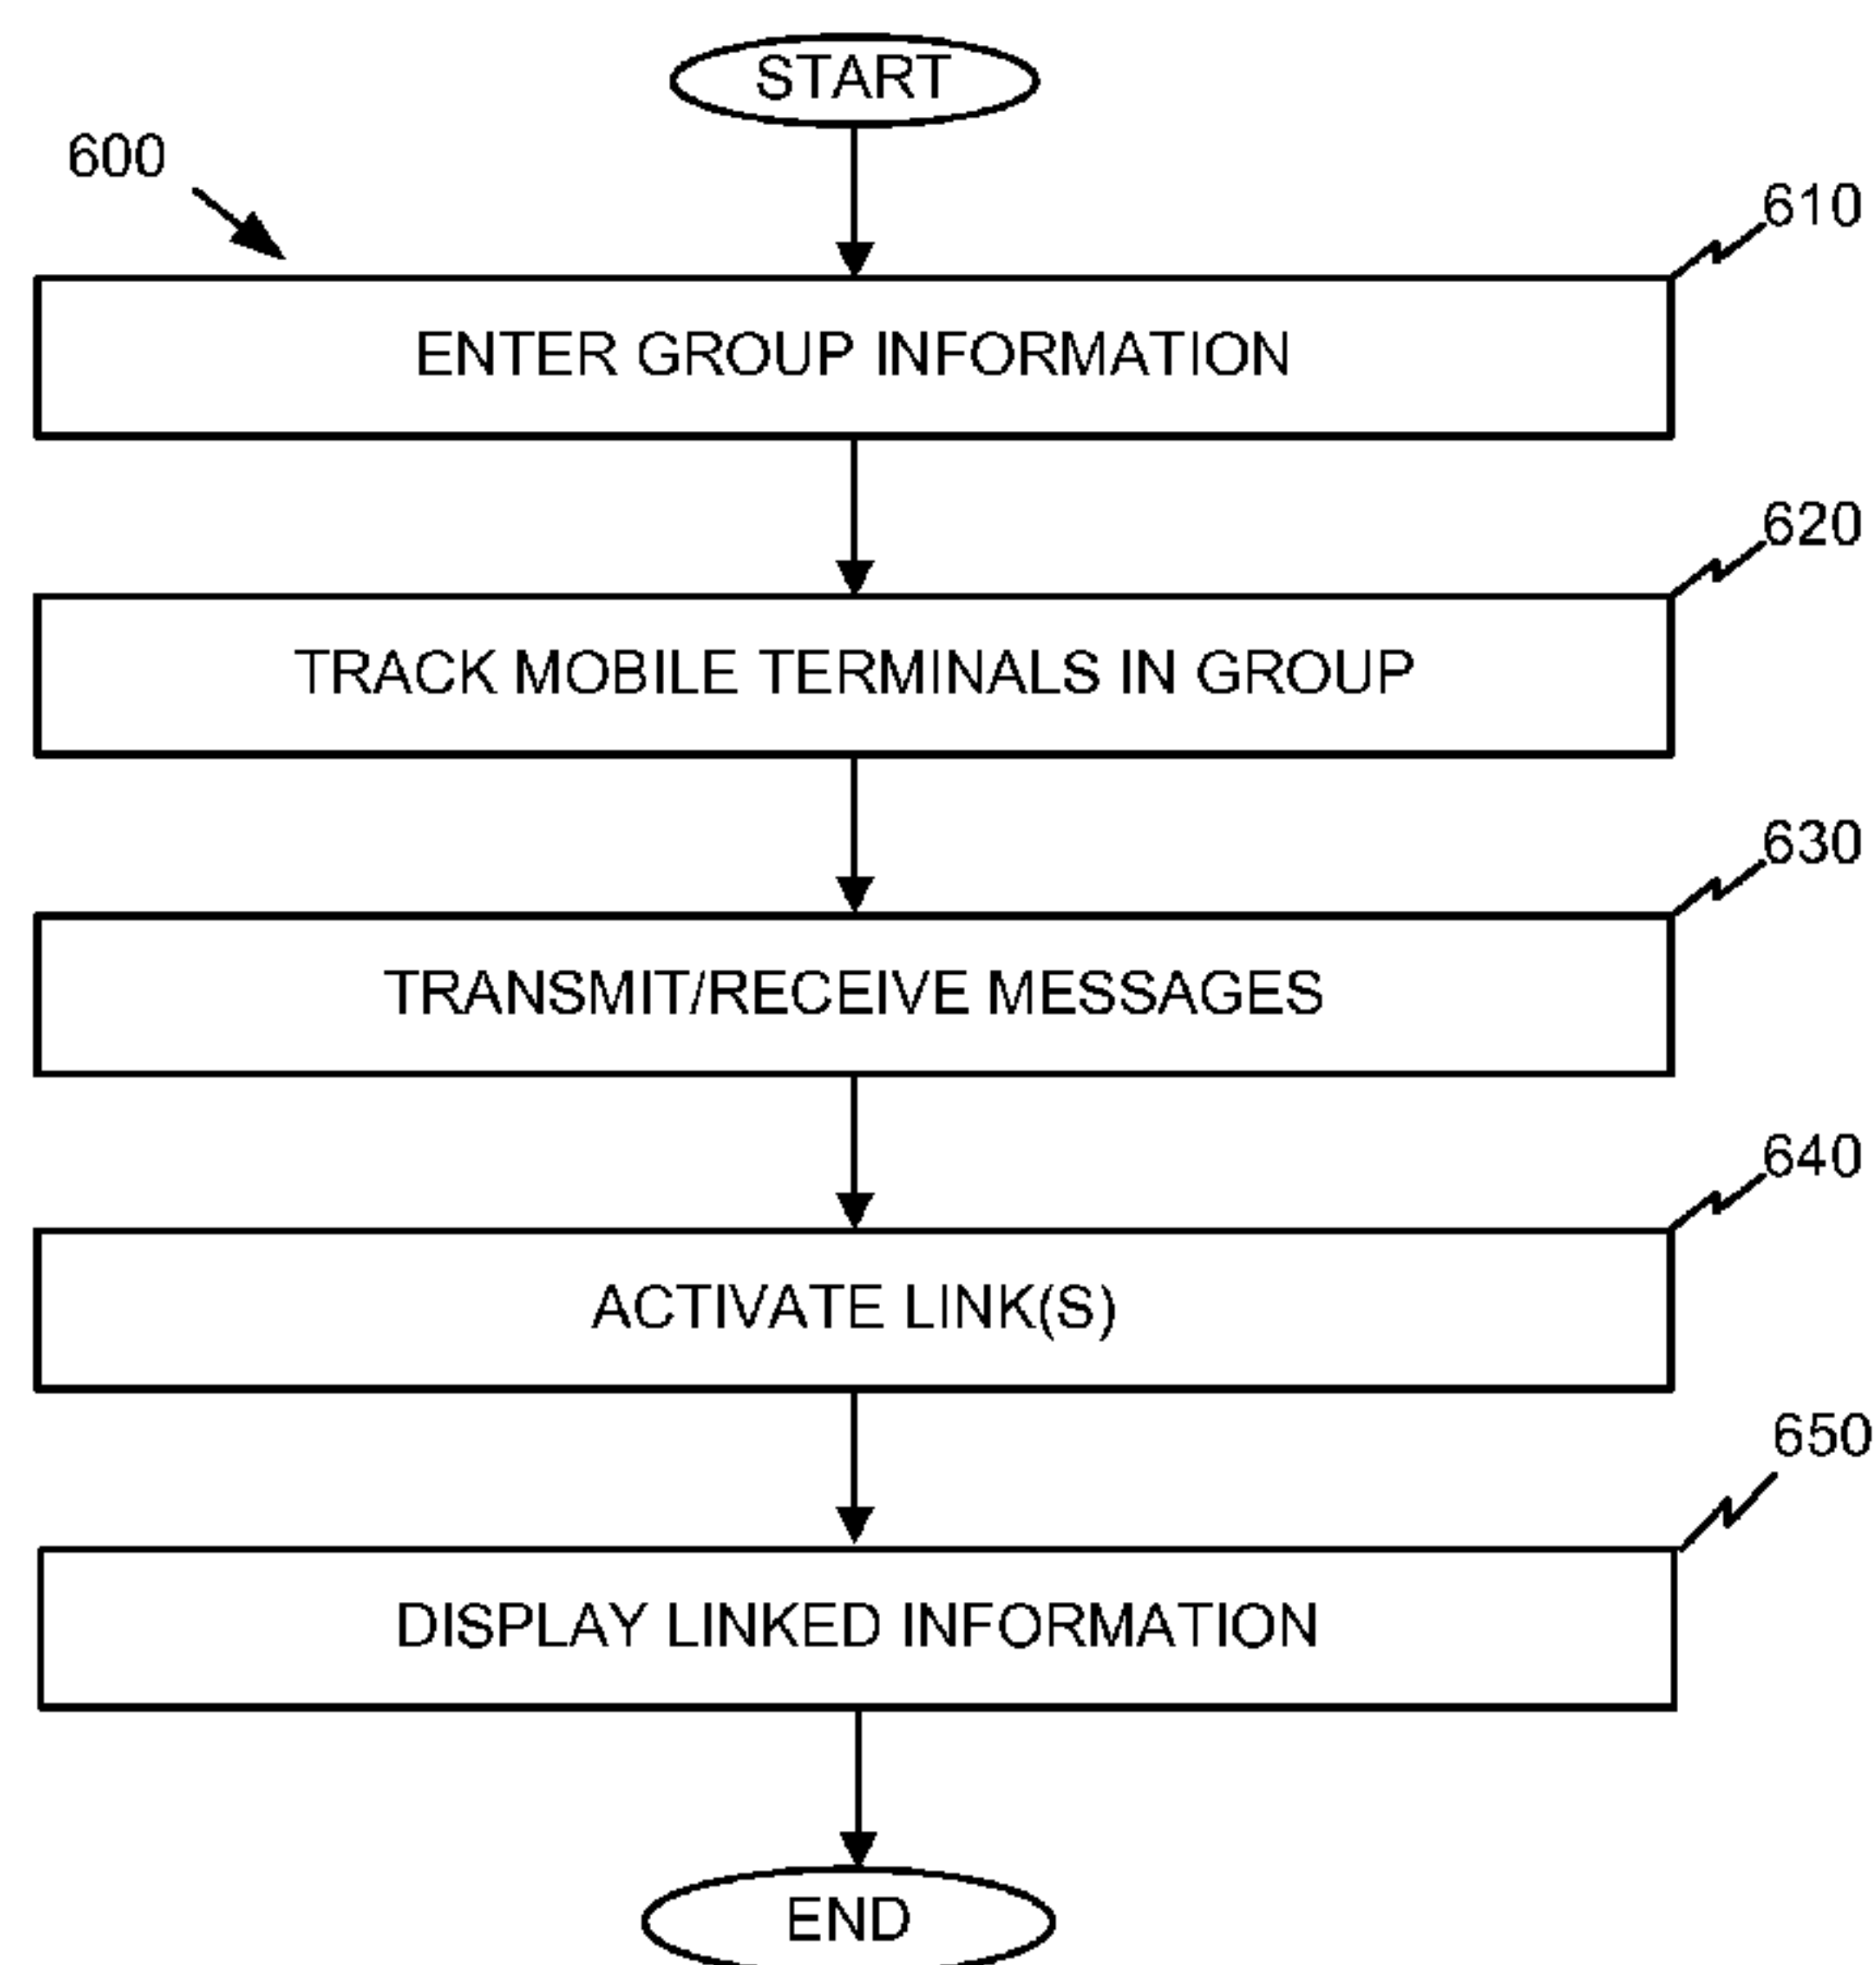 START
600
610
ENTER GROUP INFORMATION
620
TRACK MOBILE TERMINALS IN GROUP
630
TRANSMIT/RECEIVE MESSAGES
640
ACTIVATE LINK(S)
650
DISPLAY LINKED INFORMATION
END